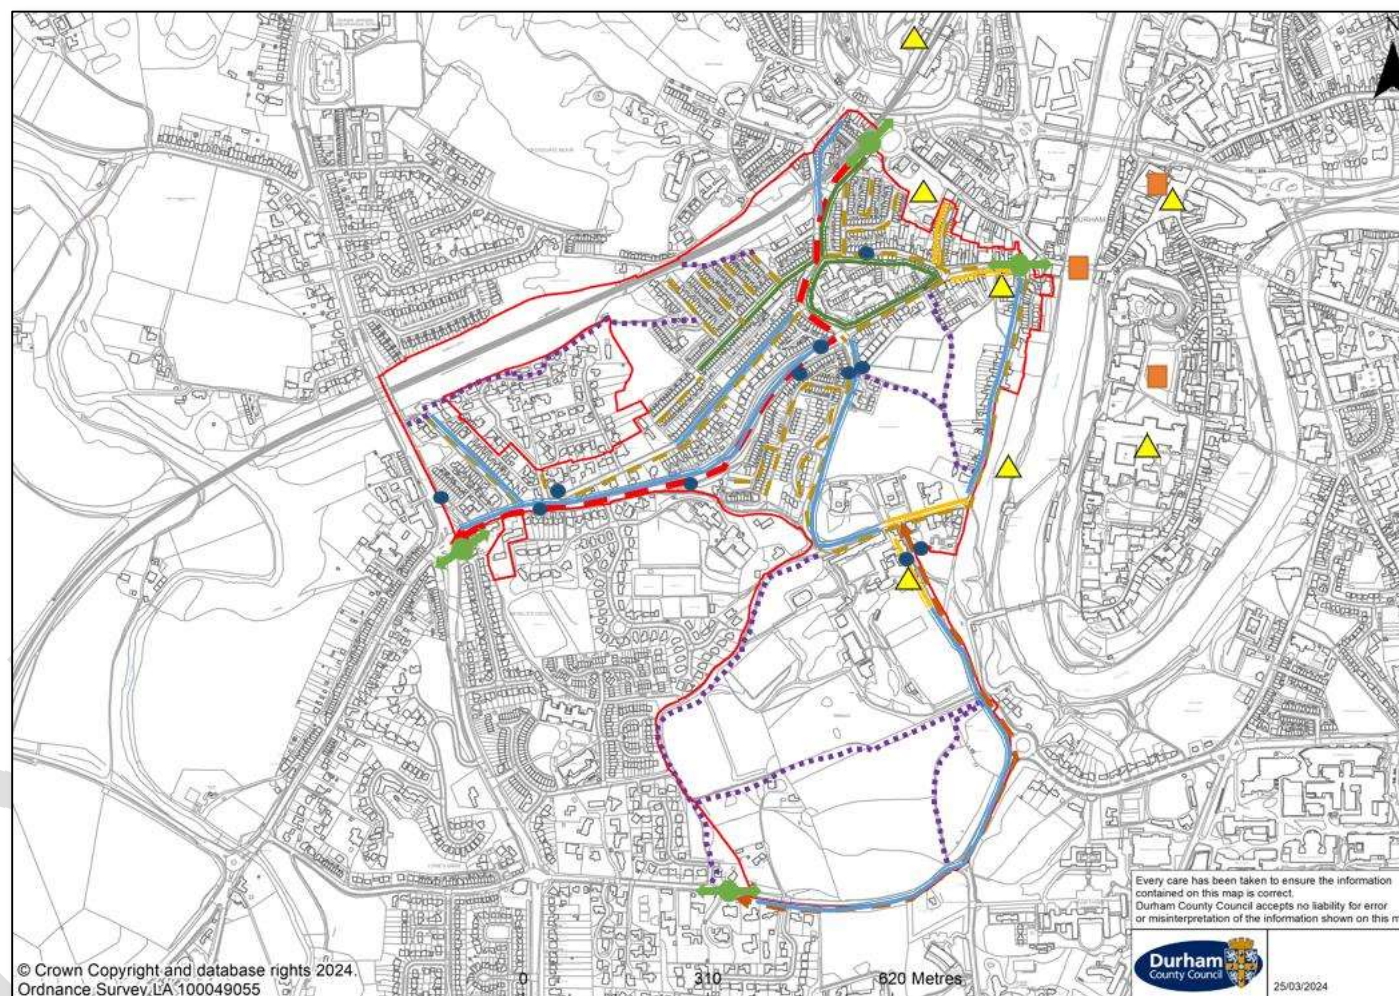 DURHAM
Every care has been taken to ensure the information
contained on this map is correct.
Durham County Council accepts no liability for error
or misinterpretation of the information shown on this m
© Crown Copyright and database rights 2024.
Ordnance Survey LA 100049055
0 310 620 Metres
Durham
County Council
25/03/2024